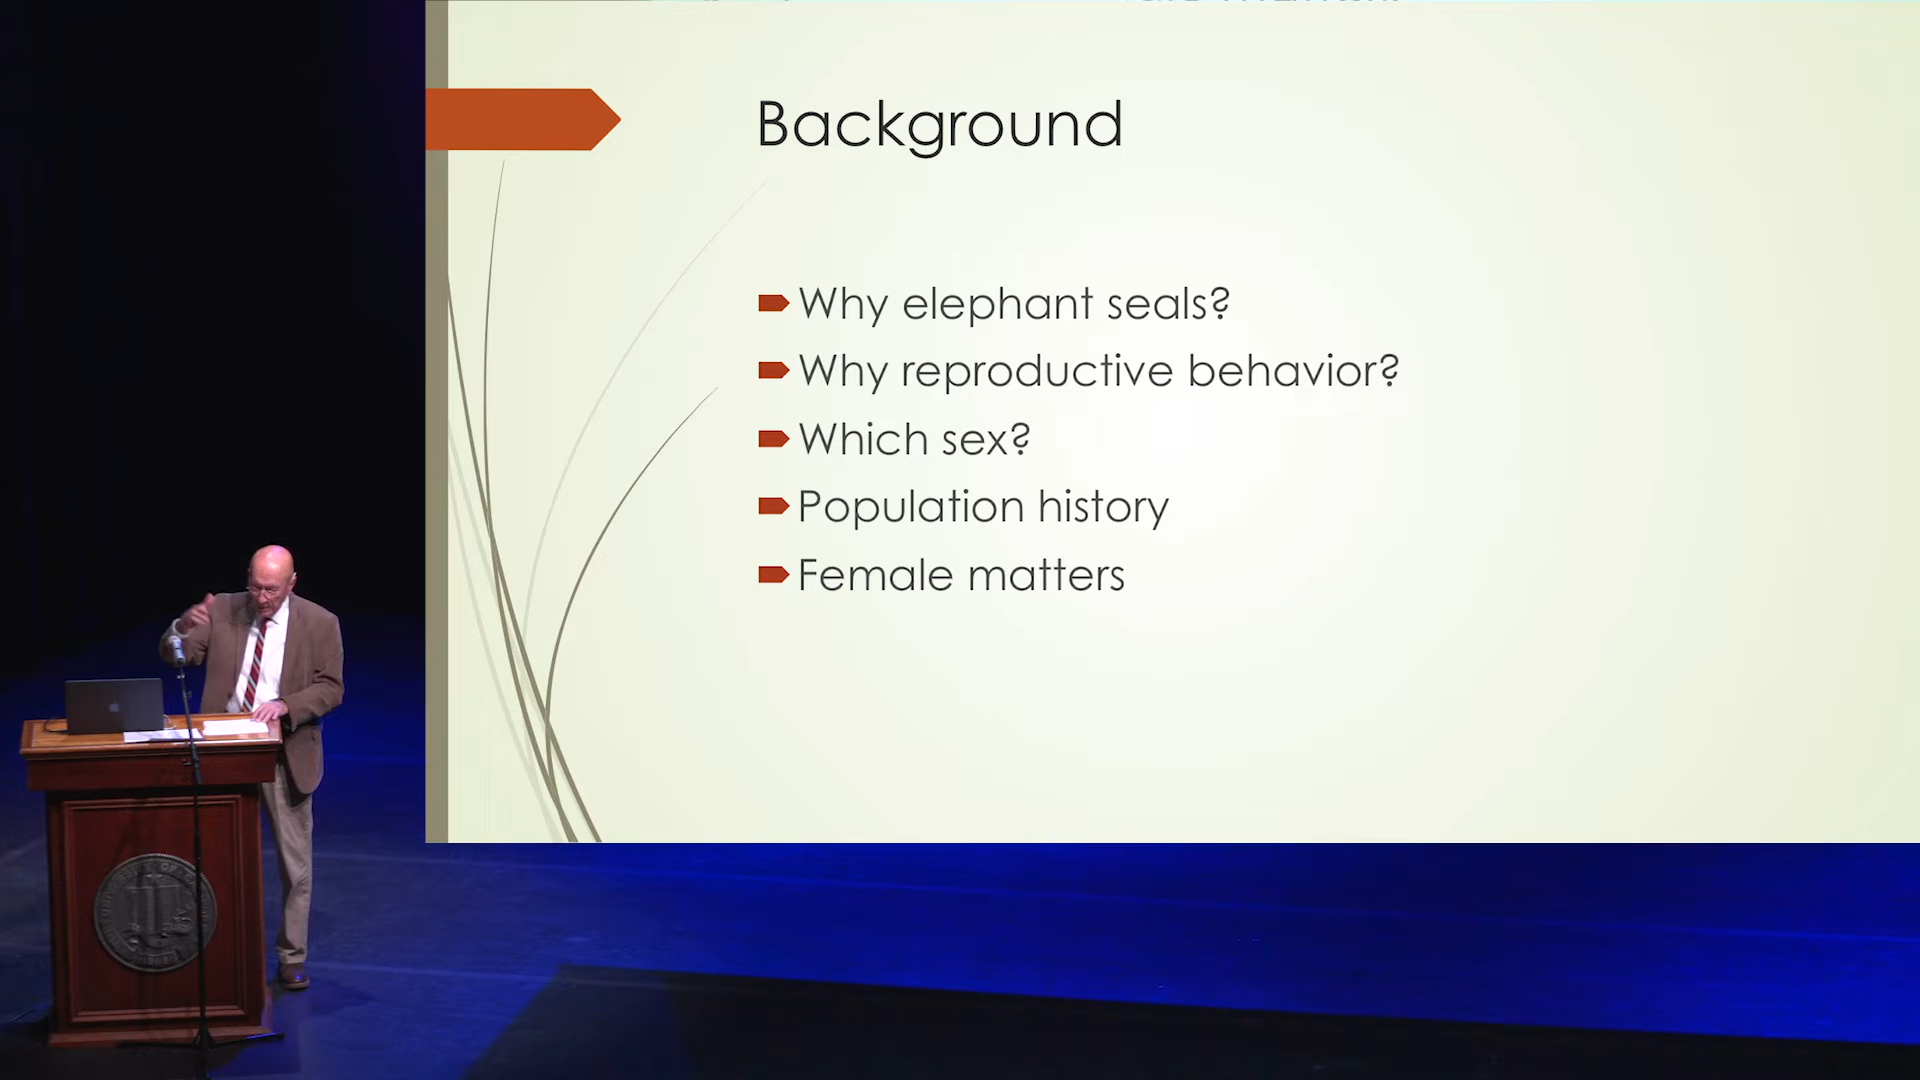 Background
Why elephant seals?
Why reproductive behavior?
Which sex?
Population history
Female matters